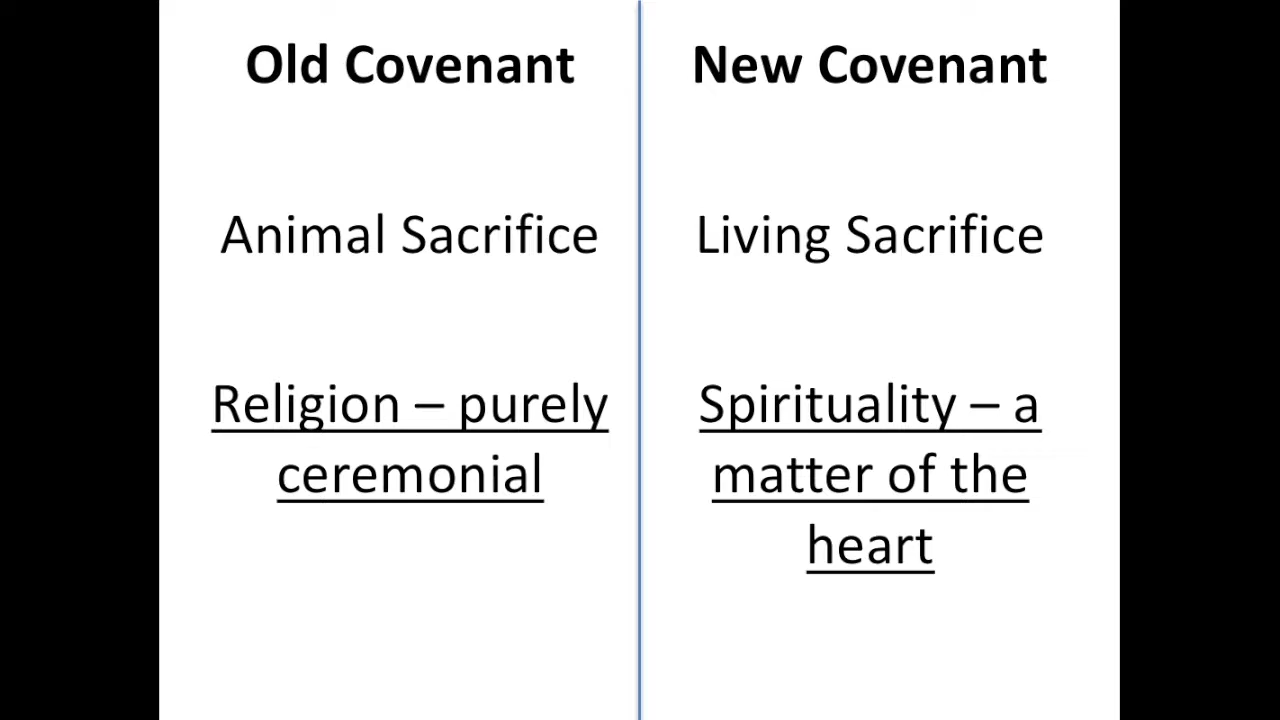 Old Covenant
Animal Sacrifice
Religion – purely
ceremonial
New Covenant
Living Sacrifice
Spirituality – a
matter of the
heart